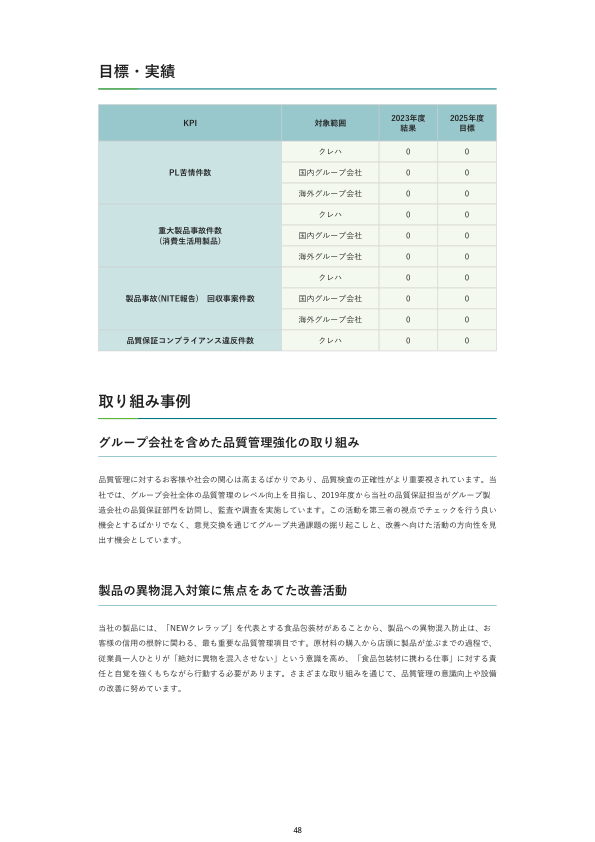 目標・実績
KPI 対象範囲 2023年度 結果 2025年度 目標
PL苦情件数 クレハ 0 0
国内グループ会社 0 0
海外グループ会社 0 0
重大製品事故件数 (消費生活用製品) クレハ 0 0
国内グループ会社 0 0
海外グループ会社 0 0
製品事故(NITE報告)　回収事案件数 クレハ 0 0
国内グループ会社 0 0
海外グループ会社 0 0
品質保証コンプライアンス違反件数 クレハ 0 0
取り組み事例
グループ会社を含めた品質管理強化の取り組み
品質管理に対するお客様や社会の関心は高まるばかりであり、品質検査の正確性がより重要視されています。当
社では、グループ会社全体の品質管理のレベル向上を目指し、2019年度から当社の品質保証担当がグループ製
造会社の品質保証部門を訪問し、監査や調査を実施しています。この活動を第三者の視点でチェックを行う良い
機会とするばかりでなく、意見交換を通じてグループ共通課題の掘り起こしと、改善へ向けた活動の方向性を見
出す機会としています。
製品の異物混入対策に焦点をあてた改善活動
当社の製品には、「NEWクレラップ」を代表とする食品包装材があることから、製品への異物混入防止は、お
客様の信用の根幹に関わる、最も重要な品質管理項目です。原材料の購入から店頭に製品が並ぶまでの過程で、
従業員一人ひとりが「絶対に異物を混入させない」という意識を高め、「食品包装材に携わる仕事」に対する責
任と自覚を強くもちながら行動する必要があります。さまざまな取り組みを通じて、品質管理の意識向上や設備
の改善に努めています。
48